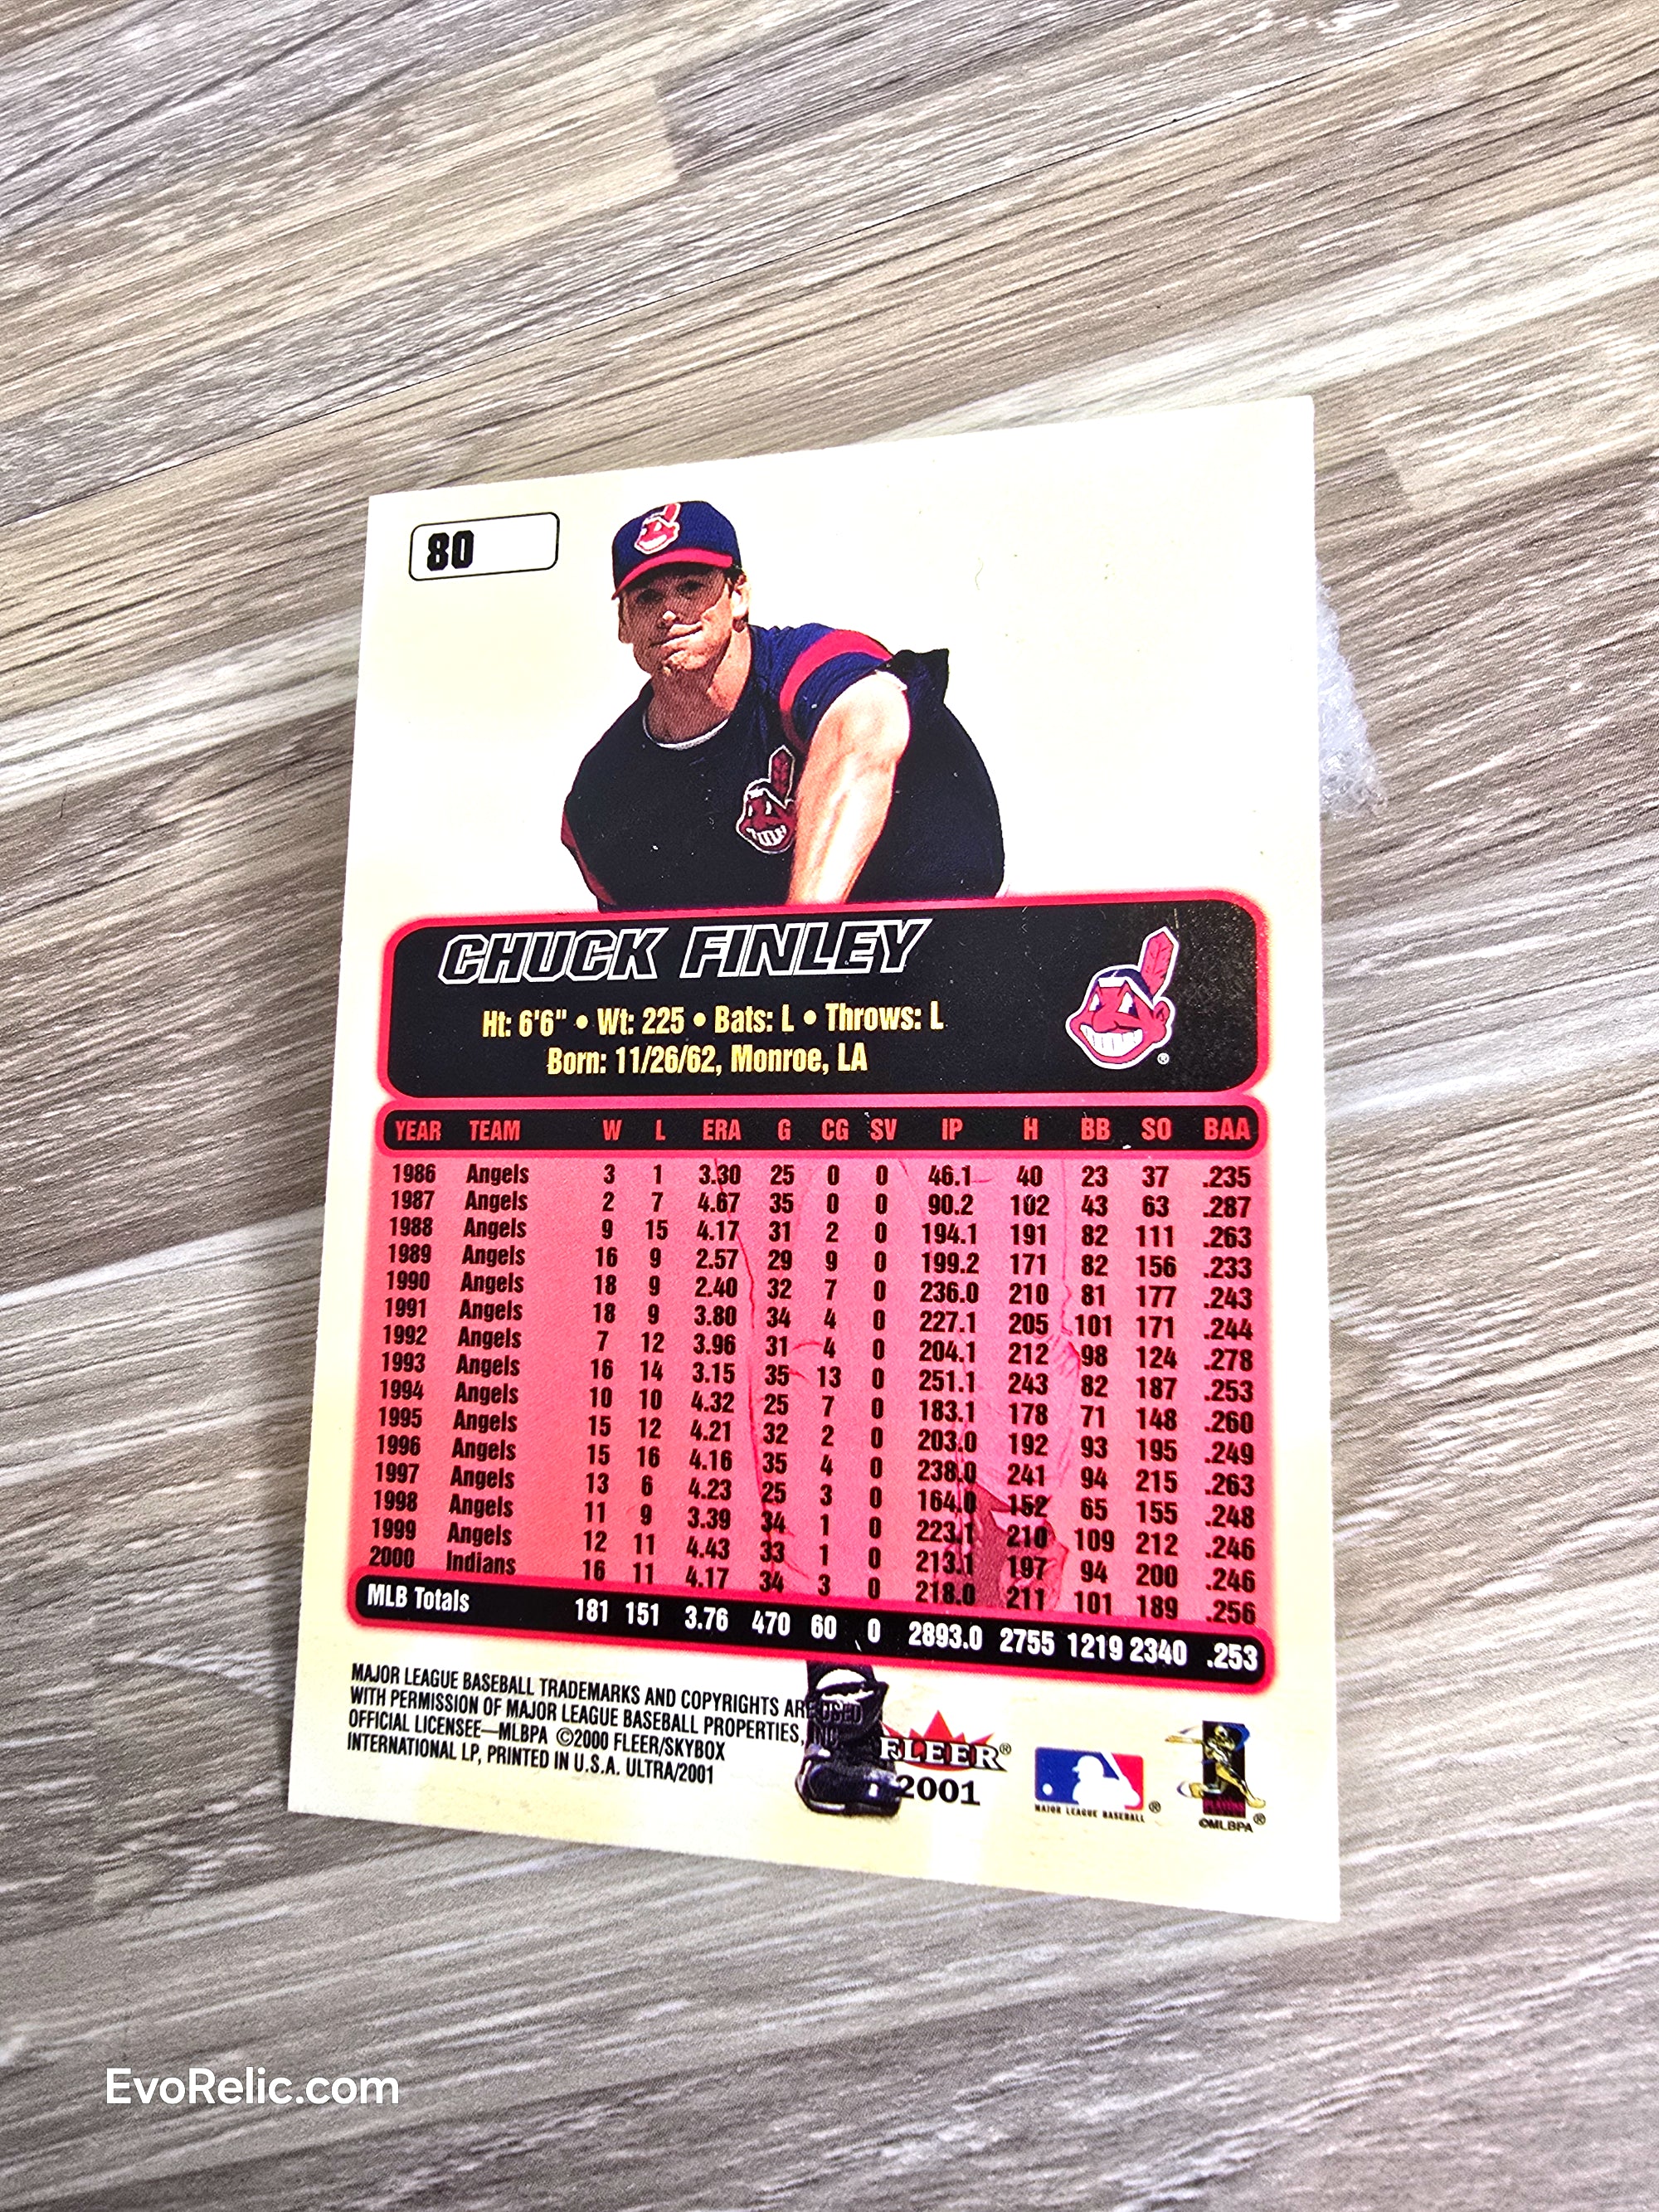 80
CHUCK FINLEY
Ht: 6'6" • Wt: 225 • Bats: L • Throws: L
Born: 11/26/62, Monroe, LA
®
YEAR TEAM W L ERA G CG SV IP H BB SO BAA
1986 Angels 3 1 3.30 25 0 0 46.1 40 23 37 .235
1987 Angels 2 7 4.67 35 0 0 90.2 102 43 63 .287
1988 Angels 9 15 4.17 31 2 0 194.1 191 82 111 .263
1989 Angels 16 9 2.57 29 9 0 199.2 171 82 156 .233
1990 Angels 18 9 2.40 32 7 0 236.0 210 81 177 .243
1991 Angels 18 9 3.80 34 4 0 227.1 205 101 171 .244
1992 Angels 7 12 3.96 31 4 0 204.1 212 98 124 .278
1993 Angels 16 14 3.15 35 13 0 251.1 243 82 187 .253
1994 Angels 10 10 4.32 25 7 0 183.1 178 71 148 .260
1995 Angels 15 12 4.21 32 2 0 203.0 192 93 195 .249
1996 Angels 15 16 4.16 35 4 0 238.0 241 94 215 .263
1997 Angels 13 6 4.23 25 3 0 164.0 152 65 155 .248
1998 Angels 11 9 3.39 34 1 0 223.1 210 109 212 .246
1999 Angels 12 11 4.43 33 1 0 213.1 197 94 200 .246
2000 Indians 16 11 4.17 34 3 0 218.0 211 101 189 .256
MLB Totals 181 151 3.76 470 60 0 2893.0 2755 1219 2340 .253
MAJOR LEAGUE BASEBALL TRADEMARKS AND COPYRIGHTS ARE USED
WITH PERMISSION OF MAJOR LEAGUE BASEBALL PROPERTIES, INC.
OFFICIAL LICENSEE—MLBPA ©2000 FLEER/SKYBOX
INTERNATIONAL LP, PRINTED IN U.S.A. ULTRA/2001
FLEER®
2001
MAJOR LEAGUE BASEBALL ®
PLAYERS
©MLBPA®
EvoRelic.com